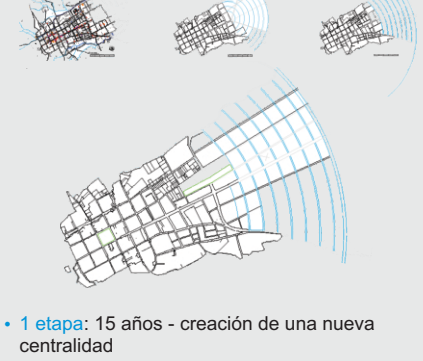 • 1 etapa: 15 años - creación de una nueva
centralidad